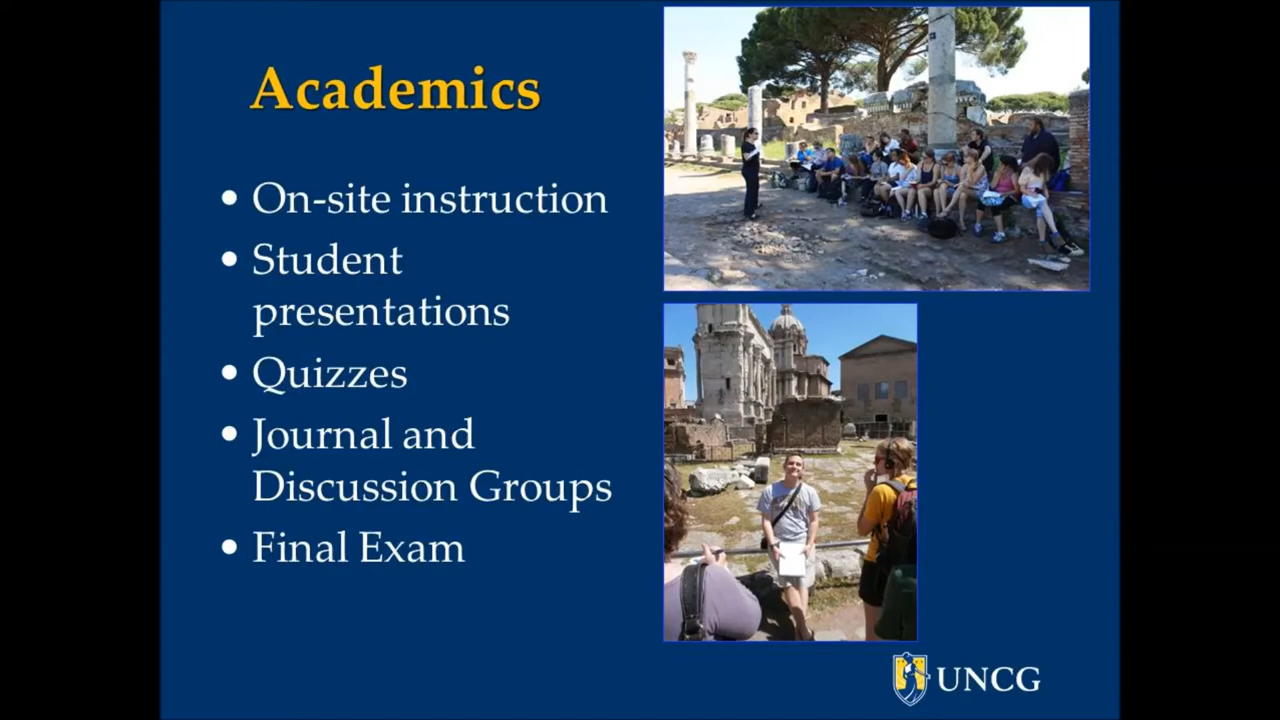 Academics
• On-site instruction
• Student
presentations
• Quizzes
• Journal and
Discussion Groups
• Final Exam
UNCG